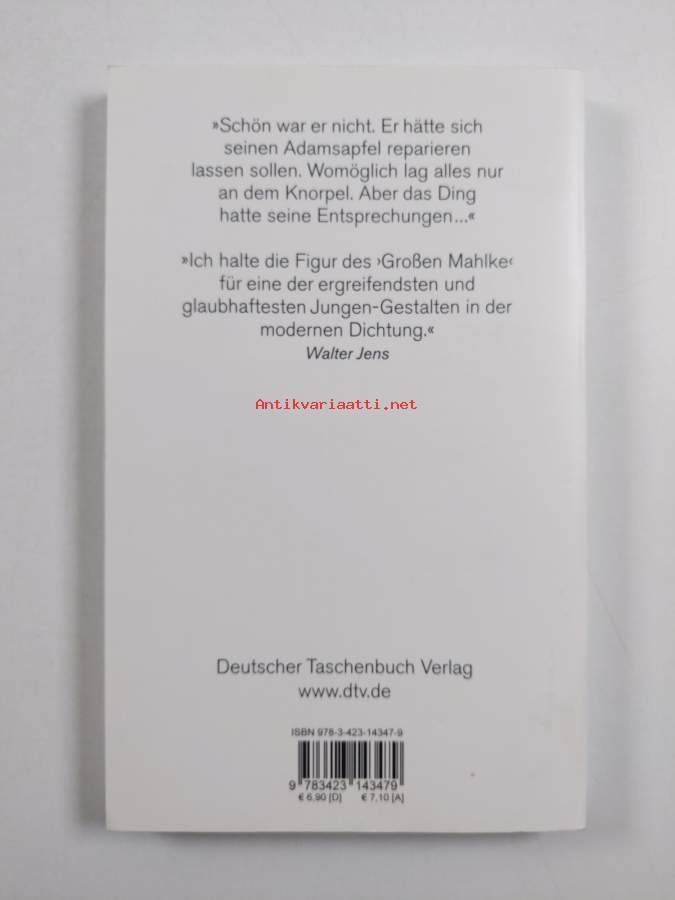 »Schön war er nicht. Er hätte sich
seinen Adamsapfel reparieren
lassen sollen. Womöglich lag alles nur
an dem Knorpel. Aber das Ding
hatte seine Entsprechungen...«
»Ich halte die Figur des ›Großen Mahlke‹
für eine der ergreifendsten und
glaubhaftesten Jungen-Gestalten in der
modernen Dichtung.«
Walter Jens
Antikvariaatti.net
Deutscher Taschenbuch Verlag
www.dtv.de
ISBN 978-3-423-14347-9
9 783423 143479
€ 6,90 [D] € 7,10 [A]